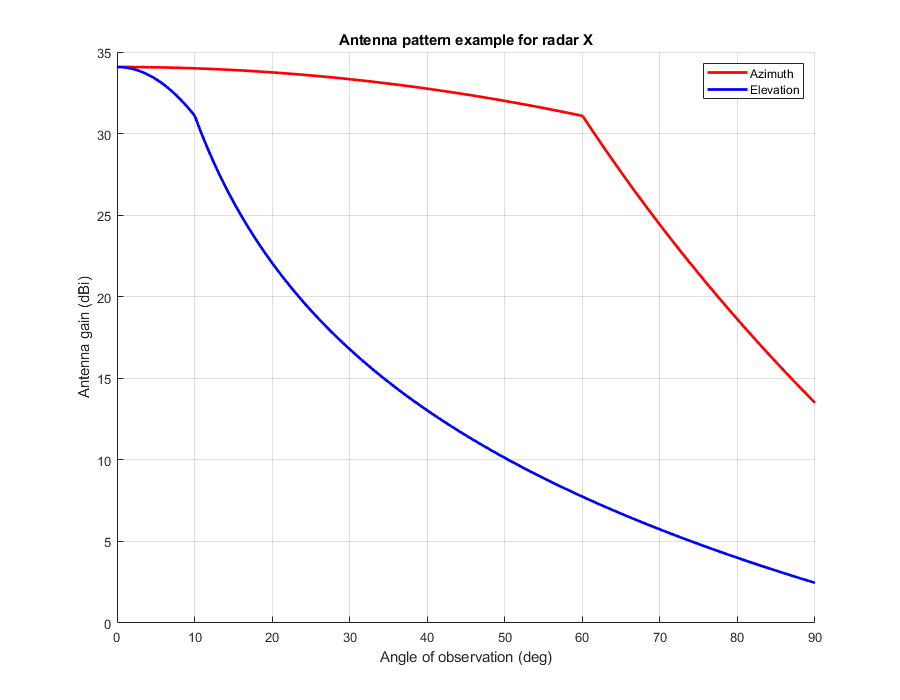 Antenna pattern example for radar X
Azimuth
Elevation
Antenna gain (dBi)
35
30
25
20
15
10
5
0
0 10 20 30 40 50 60 70 80 90
Angle of observation (deg)